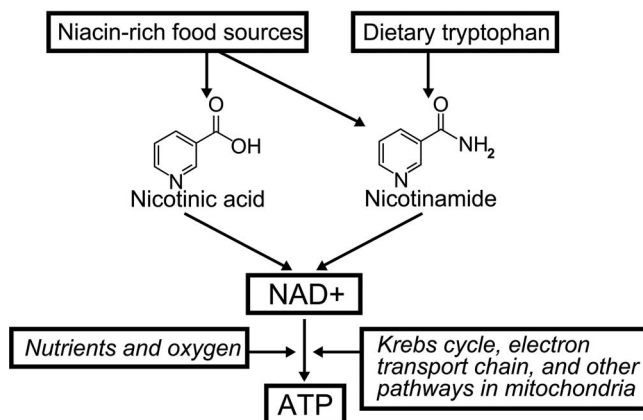 Niacin-rich food sources
Dietary tryptophan
O
OH
N
Nicotinic acid
O
NH2
N
Nicotinamide
NAD+
Nutrients and oxygen
Krebs cycle, electron
transport chain, and other
pathways in mitochondria
ATP